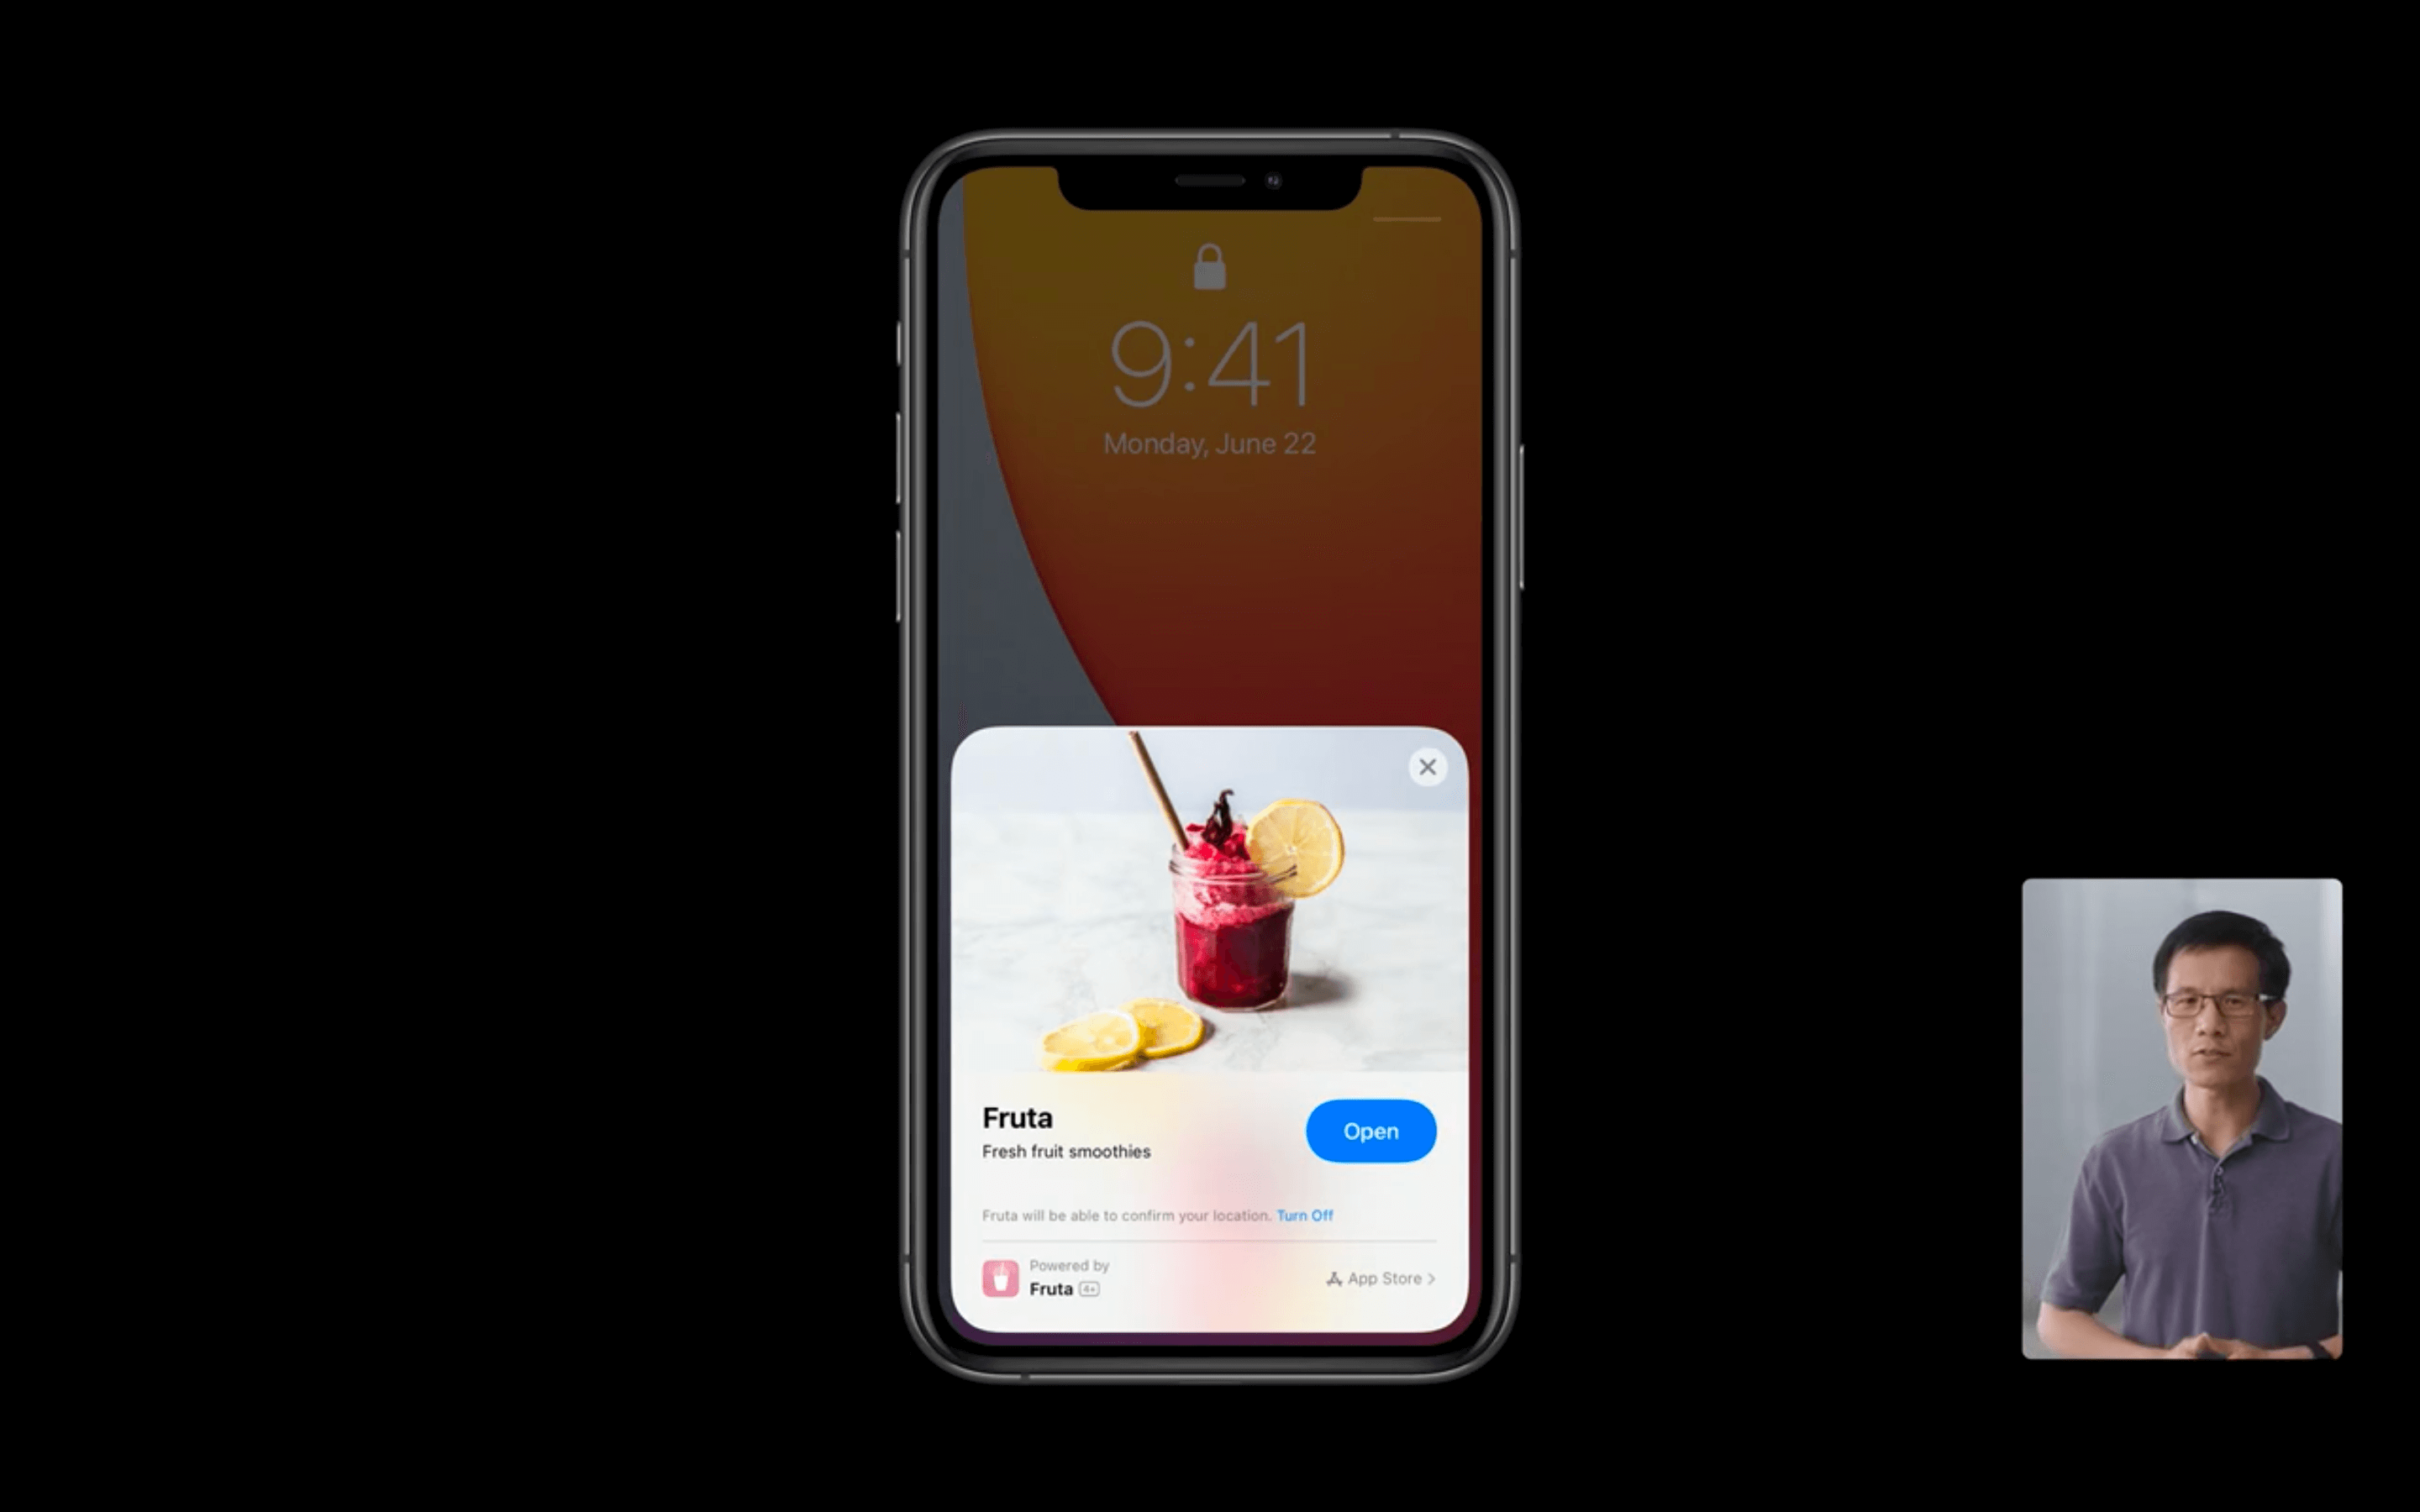 9:41
Monday, June 22
Fruta
Fresh fruit smoothies
Open
Fruta will be able to confirm your location. Turn Off
Powered by
Fruta 4+
App Store